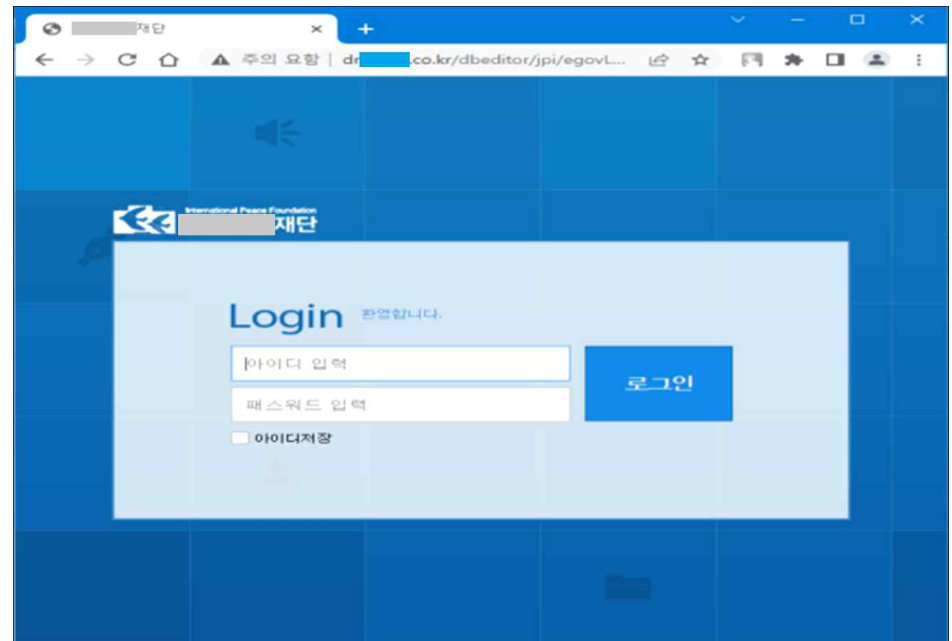 재단
주의 요함 | dr .co.kr/dbeditor/jpi/egovL...
International Peace Foundation
재단
Login 환영합니다.
아이디 입력
로그인
패스워드 입력
아이디저장